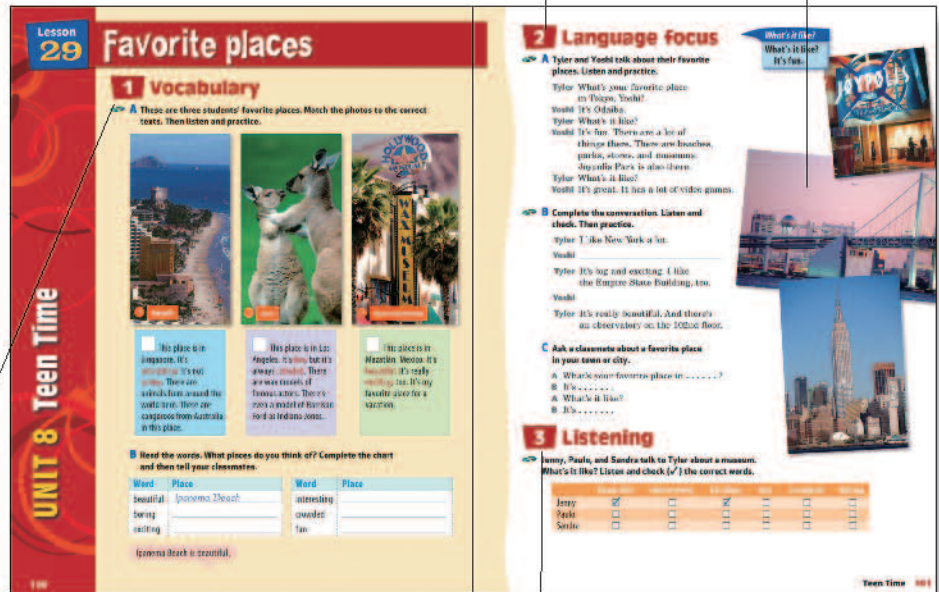 Lesson
29
Favorite places
1 Vocabulary
A These are three students' favorite places. Match the photos to the correct
texts. Then listen and practice.
HOLLYWOOD
WAX MUSEUM
This place is in
Singapore. It's
It's not
There are
animals from around the
world here. There are
kangaroos from Australia
in this place.
This place is in Los
Angeles. It's but it's
always There
are wax models of
famous actors. There's
even a model of Harrison
Ford as Indiana Jones.
This place is in
Mazatlan, Mexico. It's
It's really
too. It's my
favorite place for a
vacation.
B Read the words. What places do you think of? Complete the chart
and then tell your classmates.
Word Place Word Place
beautiful Ipanema Beach interesting
boring crowded
exciting fun
Ipanema Beach is beautiful.
UNIT 8 Teen Time
100
2 Language focus
What's it like?
What's it like?
It's fun.
A Tyler and Yoshi talk about their favorite
places. Listen and practice.
Tyler What's your favorite place
in Tokyo, Yoshi?
Yoshi It's Odaiba.
Tyler What's it like?
Yoshi It's fun. There are a lot of
things there. There are beaches,
parks, stores, and museums.
Joypolis Park is also there.
Tyler What's it like?
Yoshi It's great. It has a lot of video games.
JOYPOLIS
B Complete the conversation. Listen and
check. Then practice.
Tyler I like New York a lot.
Yoshi
Tyler It's big and exciting. I like
the Empire State Building, too.
Yoshi
Tyler It's really beautiful. And there's
an observatory on the 102nd floor.
C Ask a classmate about a favorite place
in your town or city.
A What's your favorite place in . . . . . . . ?
B It's . . . . . . .
A What's it like?
B It's . . . . . . .
3 Listening
Jenny, Paulo, and Sandra talk to Tyler about a museum.
What's it like? Listen and check (✓) the correct words.
Jenny
Paulo
Sandra
Teen Time 101